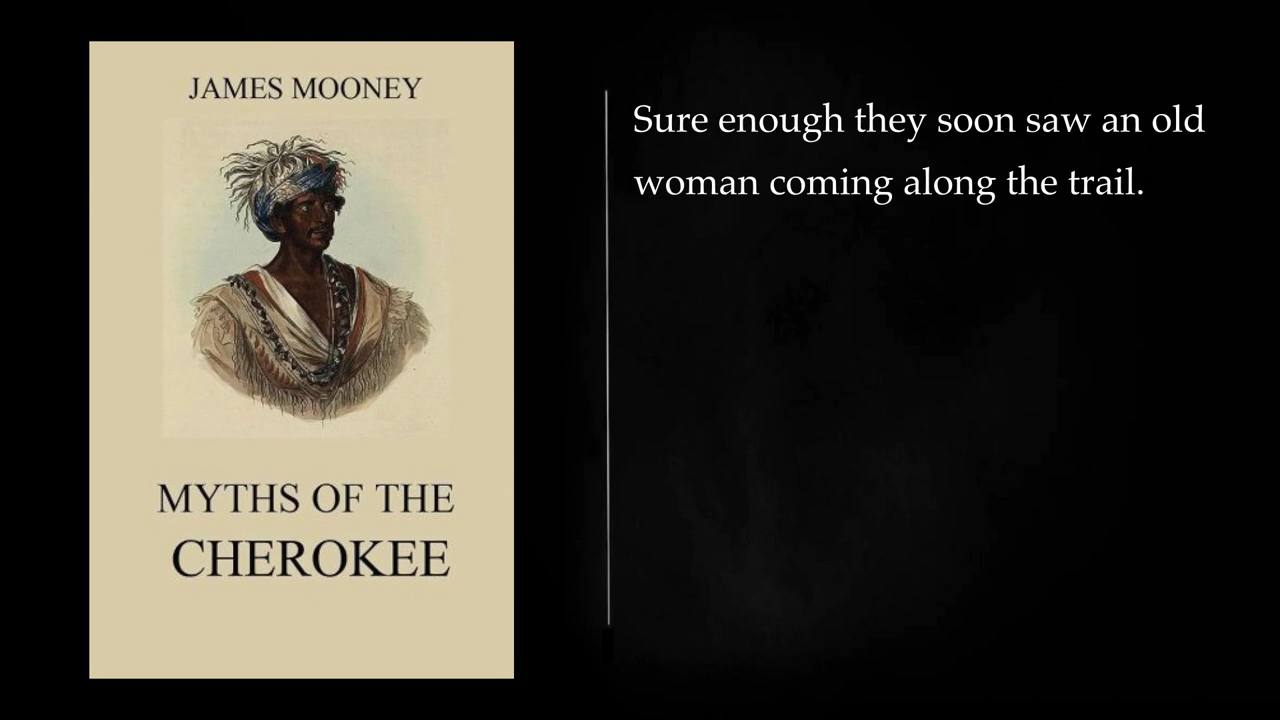 JAMES MOONEY
MYTHS OF THE
CHEROKEE
Sure enough they soon saw an old
woman coming along the trail.